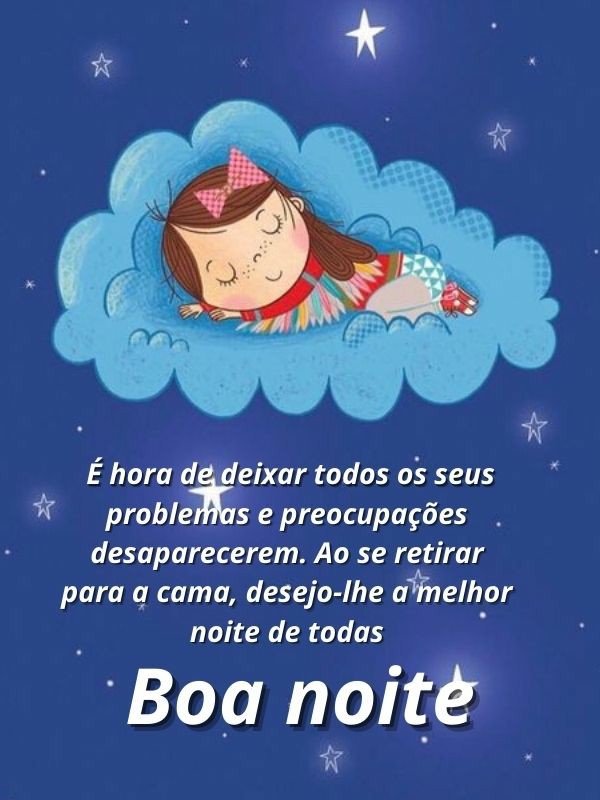 É hora de deixar todos os seus
problemas e preocupações
desaparecerem. Ao se retirar
para a cama, desejo-lhe a melhor
noite de todas
Boa noite